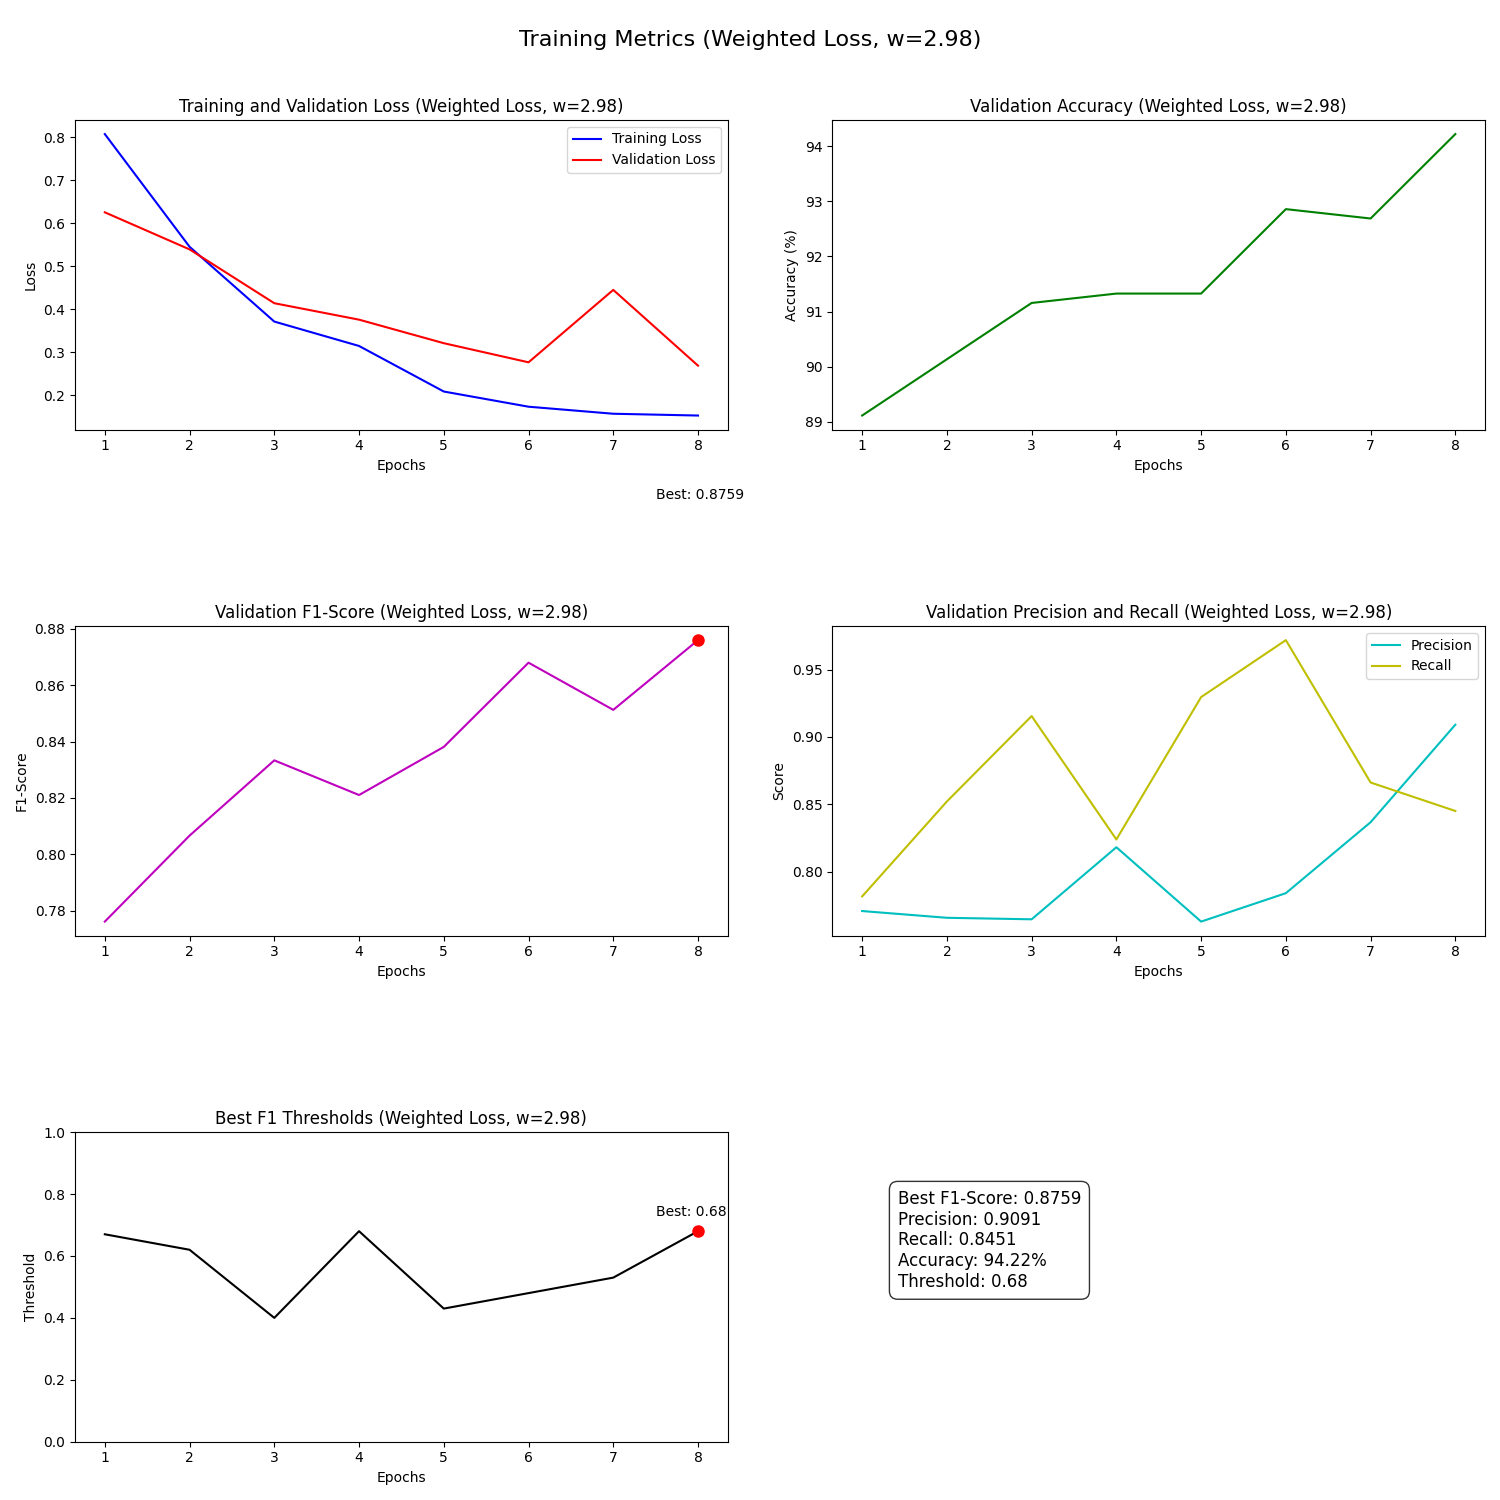 Training Metrics (Weighted Loss, w=2.98)
Training and Validation Loss (Weighted Loss, w=2.98)
Loss
0.8
0.7
0.6
0.5
0.4
0.3
0.2
Training Loss
Validation Loss
1 2 3 4 5 6 7 8
Epochs
Validation Accuracy (Weighted Loss, w=2.98)
Accuracy (%)
94
93
92
91
90
89
1 2 3 4 5 6 7 8
Epochs
Best: 0.8759
Validation F1-Score (Weighted Loss, w=2.98)
F1-Score
0.88
0.86
0.84
0.82
0.80
0.78
1 2 3 4 5 6 7 8
Epochs
Validation Precision and Recall (Weighted Loss, w=2.98)
Score
0.95
0.90
0.85
0.80
Precision
Recall
1 2 3 4 5 6 7 8
Epochs
Best F1 Thresholds (Weighted Loss, w=2.98)
Threshold
1.0
0.8
0.6
0.4
0.2
0.0
Best: 0.68
1 2 3 4 5 6 7 8
Epochs
Best F1-Score: 0.8759
Precision: 0.9091
Recall: 0.8451
Accuracy: 94.22%
Threshold: 0.68